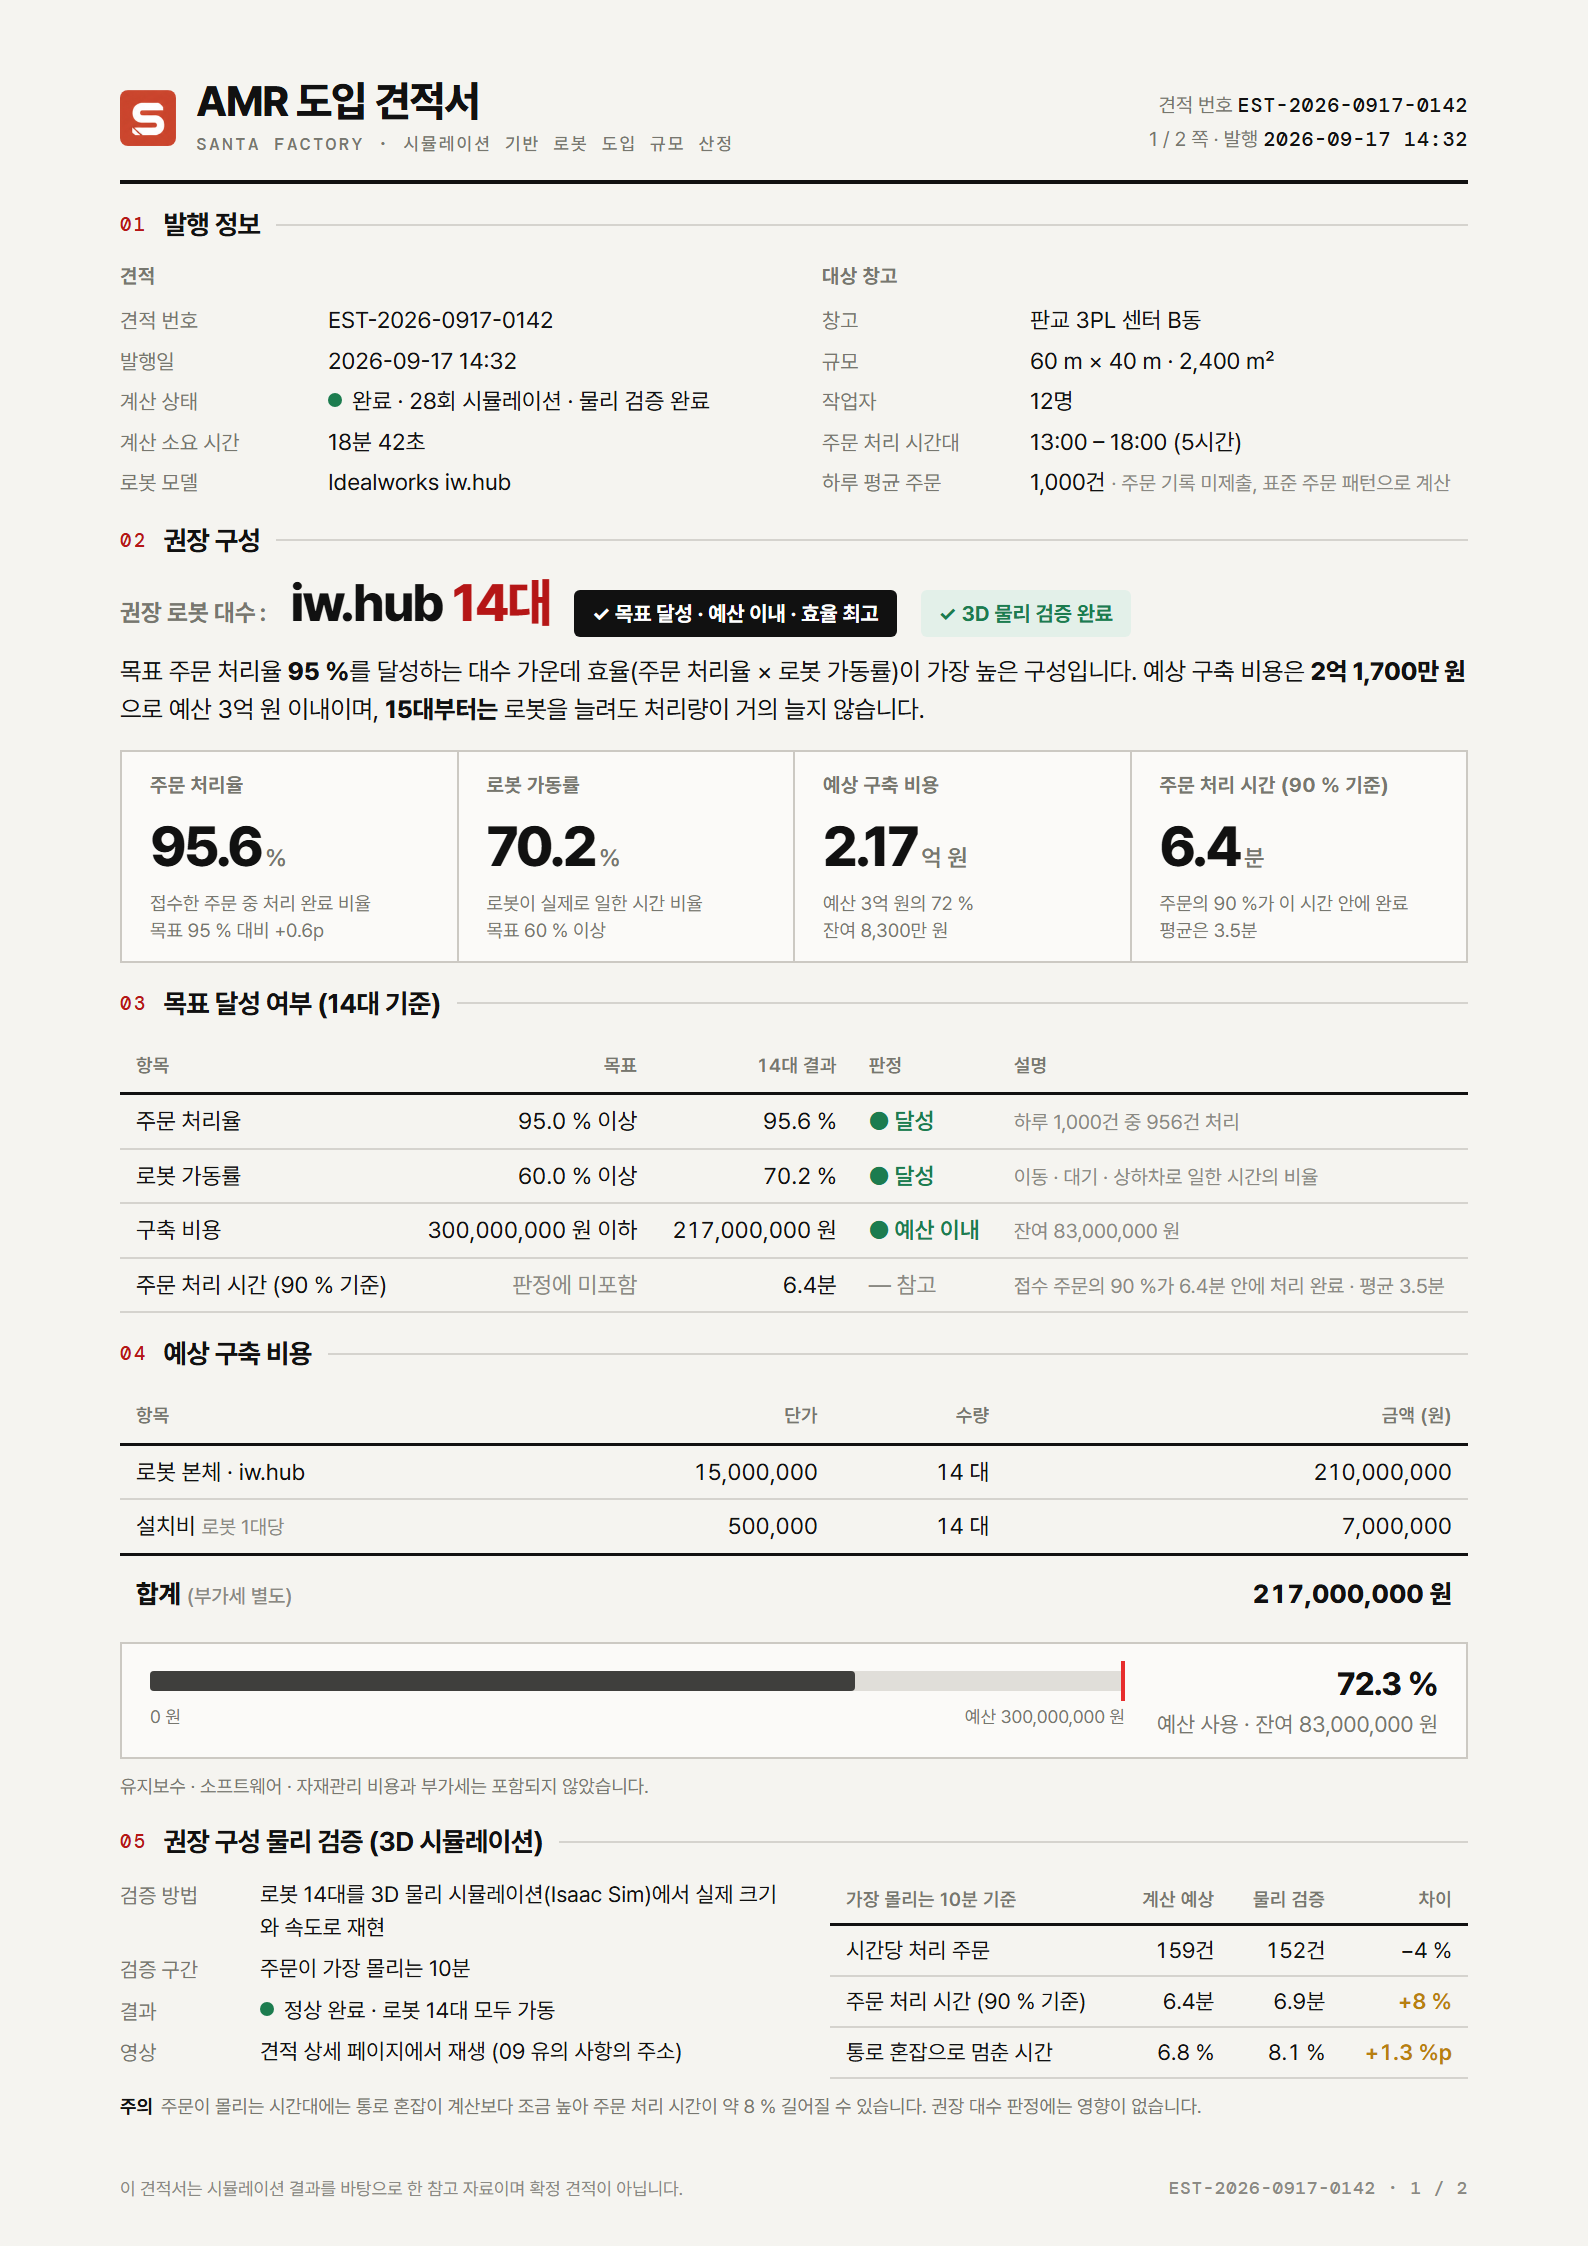 AMR 도입 견적서
SANTA FACTORY · 시뮬레이션 기반 로봇 도입 규모 산정
견적 번호 EST-2026-0917-0142
1 / 2 쪽 · 발행 2026-09-17 14:32
01 발행 정보
견적
견적 번호 EST-2026-0917-0142
발행일 2026-09-17 14:32
계산 상태 ● 완료 · 28회 시뮬레이션 · 물리 검증 완료
계산 소요 시간 18분 42초
로봇 모델 Idealworks iw.hub
대상 창고
창고 판교 3PL 센터 B동
규모 60 m × 40 m · 2,400 m²
작업자 12명
주문 처리 시간대 13:00 – 18:00 (5시간)
하루 평균 주문 1,000건 · 주문 기록 미제출, 표준 주문 패턴으로 계산
02 권장 구성
권장 로봇 대수 : iw.hub 14대 ✓ 목표 달성 · 예산 이내 · 효율 최고 ✓ 3D 물리 검증 완료
목표 주문 처리율 95 %를 달성하는 대수 가운데 효율(주문 처리율 × 로봇 가동률)이 가장 높은 구성입니다. 예상 구축 비용은 2억 1,700만 원
으로 예산 3억 원 이내이며, 15대부터는 로봇을 늘려도 처리량이 거의 늘지 않습니다.
주문 처리율
95.6 %
접수한 주문 중 처리 완료 비율
목표 95 % 대비 +0.6p
로봇 가동률
70.2 %
로봇이 실제로 일한 시간 비율
목표 60 % 이상
예상 구축 비용
2.17 억 원
예산 3억 원의 72 %
잔여 8,300만 원
주문 처리 시간 (90 % 기준)
6.4 분
주문의 90 %가 이 시간 안에 완료
평균은 3.5분
03 목표 달성 여부 (14대 기준)
항목 목표 14대 결과 판정 설명
주문 처리율 95.0 % 이상 95.6 % ● 달성 하루 1,000건 중 956건 처리
로봇 가동률 60.0 % 이상 70.2 % ● 달성 이동 · 대기 · 상하차로 일한 시간의 비율
구축 비용 300,000,000 원 이하 217,000,000 원 ● 예산 이내 잔여 83,000,000 원
주문 처리 시간 (90 % 기준) 판정에 미포함 6.4분 — 참고 접수 주문의 90 %가 6.4분 안에 처리 완료 · 평균 3.5분
04 예상 구축 비용
항목 단가 수량 금액 (원)
로봇 본체 · iw.hub 15,000,000 14 대 210,000,000
설치비 로봇 1대당 500,000 14 대 7,000,000
합계 (부가세 별도) 217,000,000 원
0 원 예산 300,000,000 원
72.3 %
예산 사용 · 잔여 83,000,000 원
유지보수 · 소프트웨어 · 자재관리 비용과 부가세는 포함되지 않았습니다.
05 권장 구성 물리 검증 (3D 시뮬레이션)
검증 방법 로봇 14대를 3D 물리 시뮬레이션(Isaac Sim)에서 실제 크기
와 속도로 재현
검증 구간 주문이 가장 몰리는 10분
결과 ● 정상 완료 · 로봇 14대 모두 가동
영상 견적 상세 페이지에서 재생 (09 유의 사항의 주소)
가장 몰리는 10분 기준 계산 예상 물리 검증 차이
시간당 처리 주문 159건 152건 −4 %
주문 처리 시간 (90 % 기준) 6.4분 6.9분 +8 %
통로 혼잡으로 멈춘 시간 6.8 % 8.1 % +1.3 %p
주의 주문이 몰리는 시간대에는 통로 혼잡이 계산보다 조금 높아 주문 처리 시간이 약 8 % 길어질 수 있습니다. 권장 대수 판정에는 영향이 없습니다.
이 견적서는 시뮬레이션 결과를 바탕으로 한 참고 자료이며 확정 견적이 아닙니다.
EST-2026-0917-0142 · 1 / 2